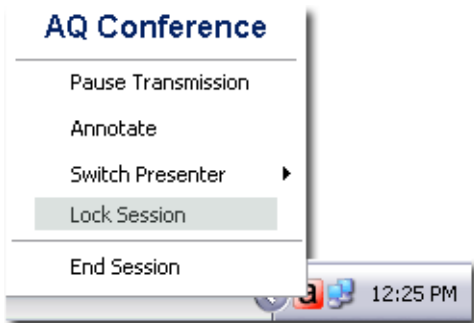 AQ Conference
Pause Transmission
Annotate
Switch Presenter
Lock Session
End Session
a 12:25 PM